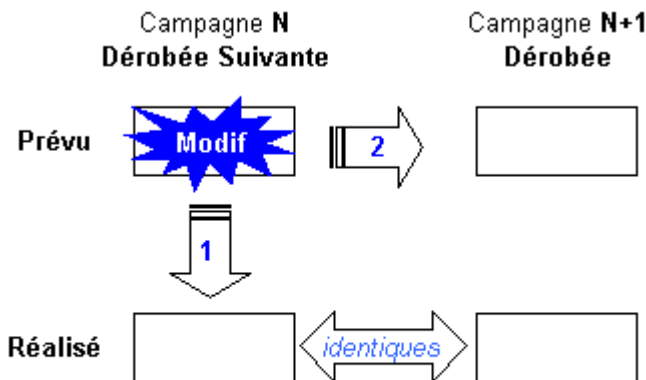 Campagne N
Dérobée Suivante
Campagne N+1
Dérobée
Prévu
Modif
2
1
Réalisé
identiques